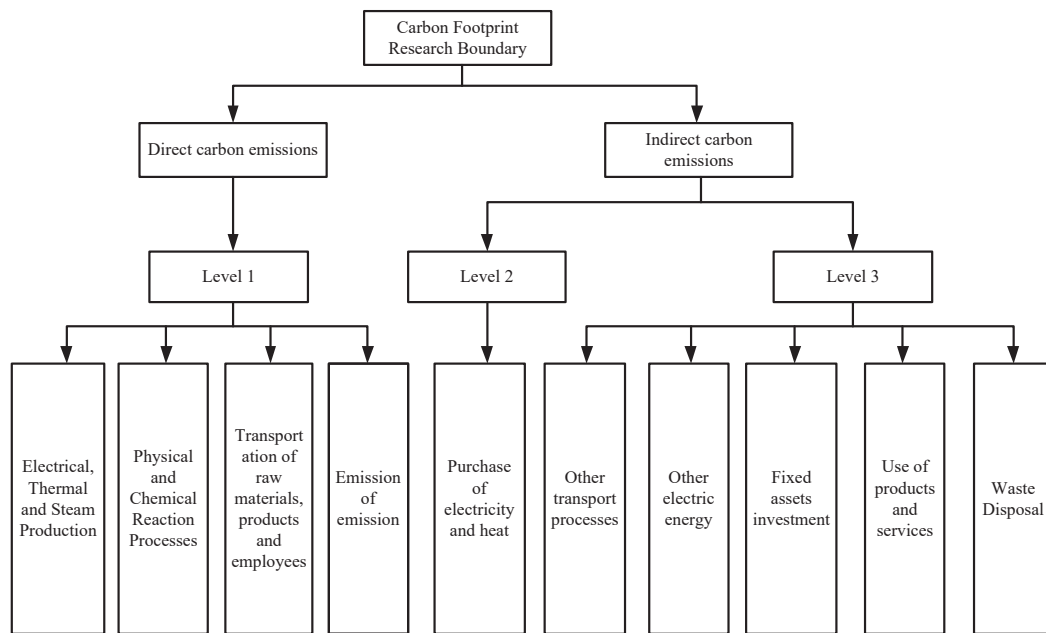 Carbon Footprint
Research Boundary
Direct carbon emissions
Indirect carbon
emissions
Level 1
Level 2
Level 3
Electrical,
Thermal
and Steam
Production
Physical
and
Chemical
Reaction
Processes
Transport
ation of
raw
materials,
products
and
employees
Emission
of
emission
Purchase
of
electricity
and heat
Other
transport
processes
Other
electric
energy
Fixed
assets
investment
Use of
products
and
services
Waste
Disposal